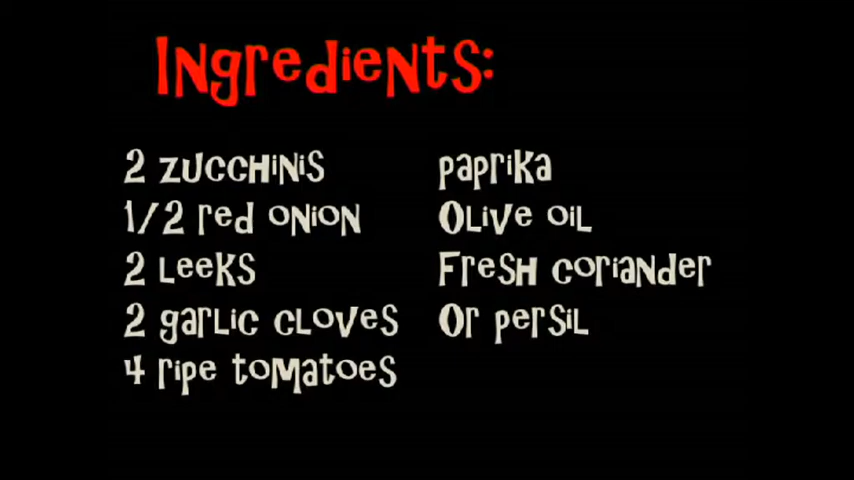 Ingredients:
2 zucchinis
1/2 red onion
2 leeks
2 garlic cloves
4 ripe tomatoes
paprika
Olive oil
Fresh coriander
Or persil